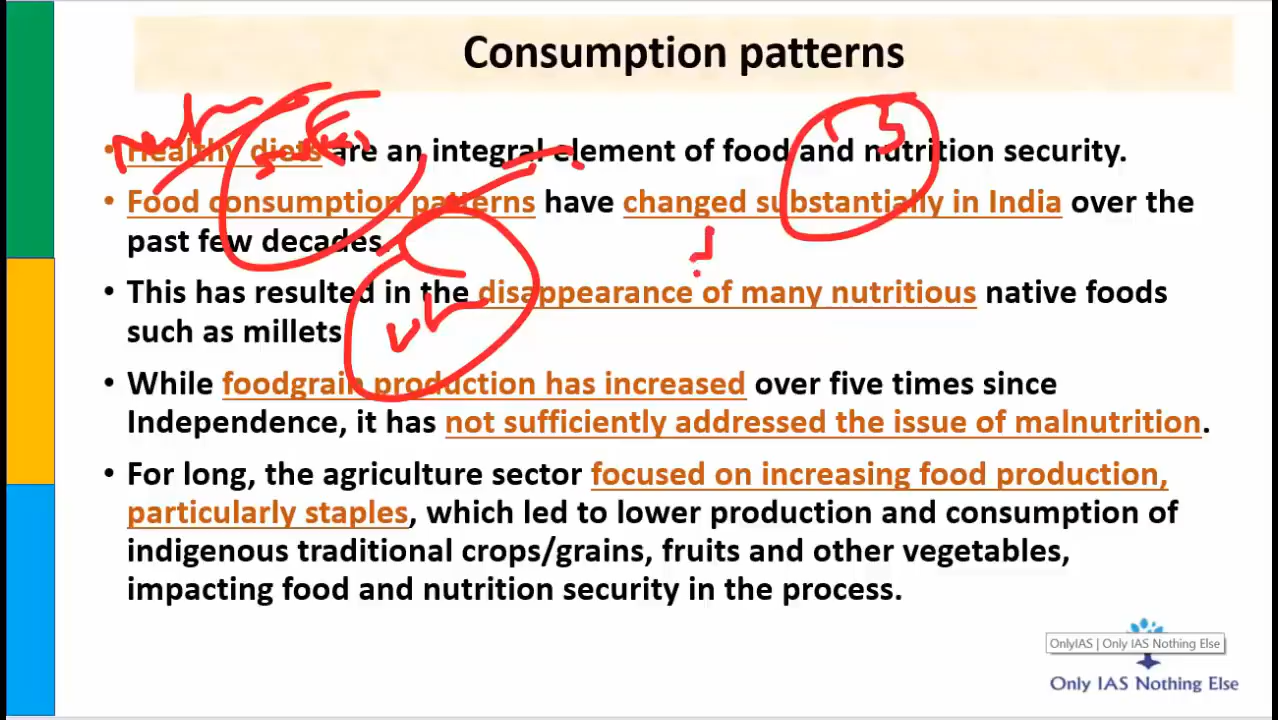 Consumption patterns
• Healthy diets are an integral element of food and nutrition security.
• Food consumption patterns have changed substantially in India over the
past few decades.
• This has resulted in the disappearance of many nutritious native foods
such as millets
• While foodgrain production has increased over five times since
Independence, it has not sufficiently addressed the issue of malnutrition.
• For long, the agriculture sector focused on increasing food production,
particularly staples, which led to lower production and consumption of
indigenous traditional crops/grains, fruits and other vegetables,
impacting food and nutrition security in the process.
OnlyIAS | Only IAS Nothing Else
Only IAS Nothing Else